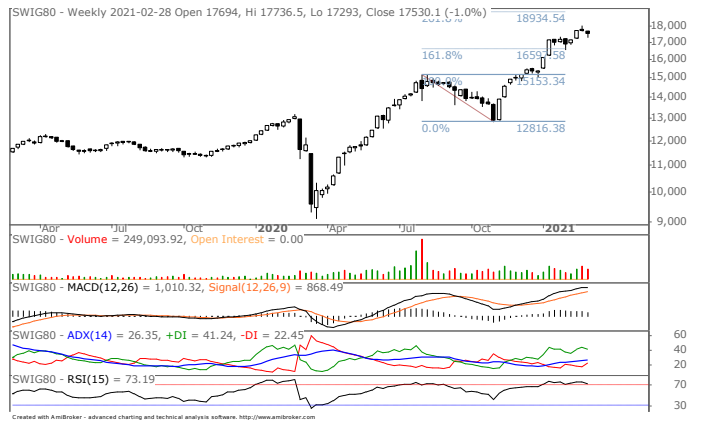 SWIG80 - Weekly 2021-02-28 Open 17694, Hi 17736.5, Lo 17293, Close 17530.1 (-1.0%)
18934.54
18,000
17,000
161.8% 16597.58
16,000
15153.34
15,000
14,000
13,000
0.0% 12816.38
12,000
11,000
10,000
9,000
Apr Jul Oct 2020 Apr Jul Oct 2021
SWIG80 - Volume = 249,093.92, Open Interest = 0.00
SWIG80 - MACD(12,26) = 1,010.32, Signal(12,26,9) = 868.49
SWIG80 - ADX(14) = 26.35, +DI = 41.24, -DI = 22.45
60
40
20
SWIG80 - RSI(15) = 73.19
70
30
Created with AmiBroker - advanced charting and technical analysis software. http://www.amibroker.com